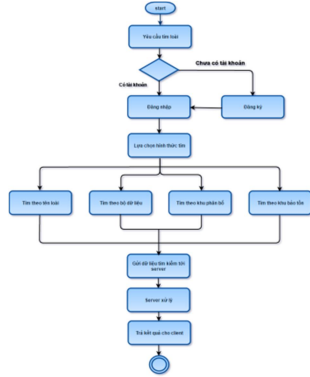 start
Yêu cầu tìm loài
Chưa có tài khoản
Có tài khoản
Đăng nhập
Đăng ký
Lựa chọn hình thức tìm
Tìm theo tên loài
Tìm theo bộ dữ liệu
Tìm theo khu phân bố
Tìm theo khu bảo tồn
Gửi dữ liệu tìm kiếm tới
server
Server xử lý
Trả kết quả cho client